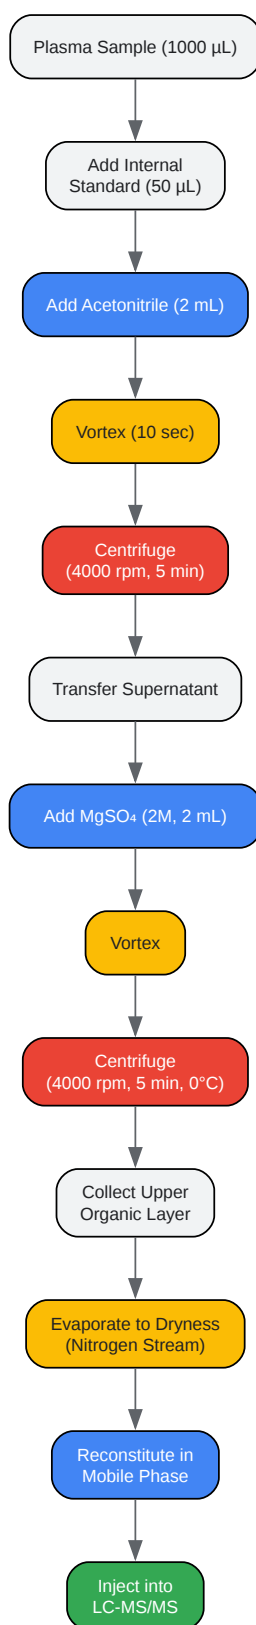 Plasma Sample (1000 µL)
Add Internal
Standard (50 µL)
Add Acetonitrile (2 mL)
Vortex (10 sec)
Centrifuge
(4000 rpm, 5 min)
Transfer Supernatant
Add MgSO₄ (2M, 2 mL)
Vortex
Centrifuge
(4000 rpm, 5 min, 0°C)
Collect Upper
Organic Layer
Evaporate to Dryness
(Nitrogen Stream)
Reconstitute in
Mobile Phase
Inject into
LC-MS/MS